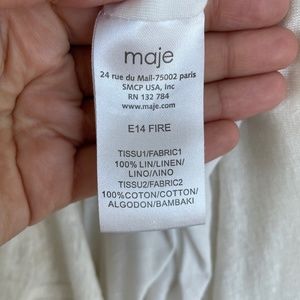 maje
24 rue du Mail-75002 paris
SMCP USA, Inc
RN 132 784
www.maje.com
E14 FIRE
TISSU1/FABRIC1
100% LIN/LINEN/
LINO/ΛINO
TISSU2/FABRIC2
100%COTON/COTTON/
ALGODON/BAMBAKI